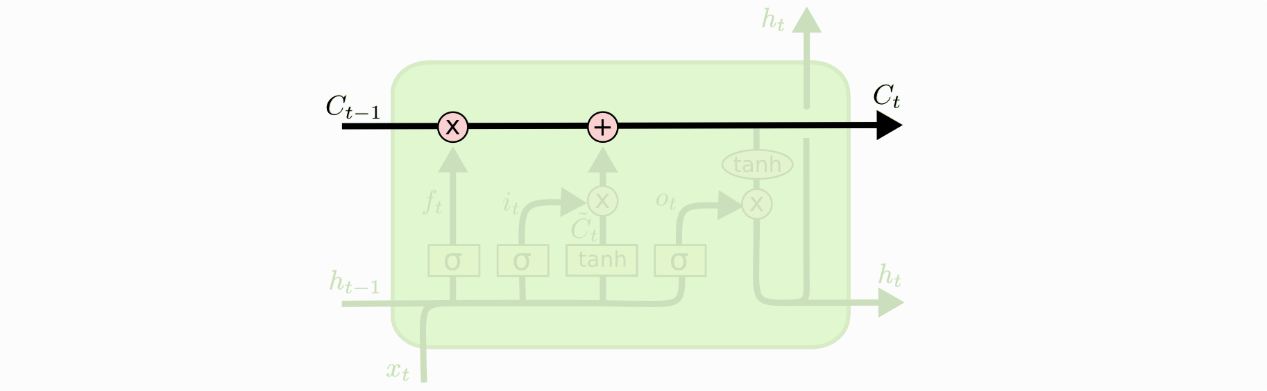 h_t
C_{t-1}
C_t
x
+
tanh
f_t
i_t
x
o_t
x
C̃_t
σ
σ
tanh
σ
h_{t-1}
h_t
x_t